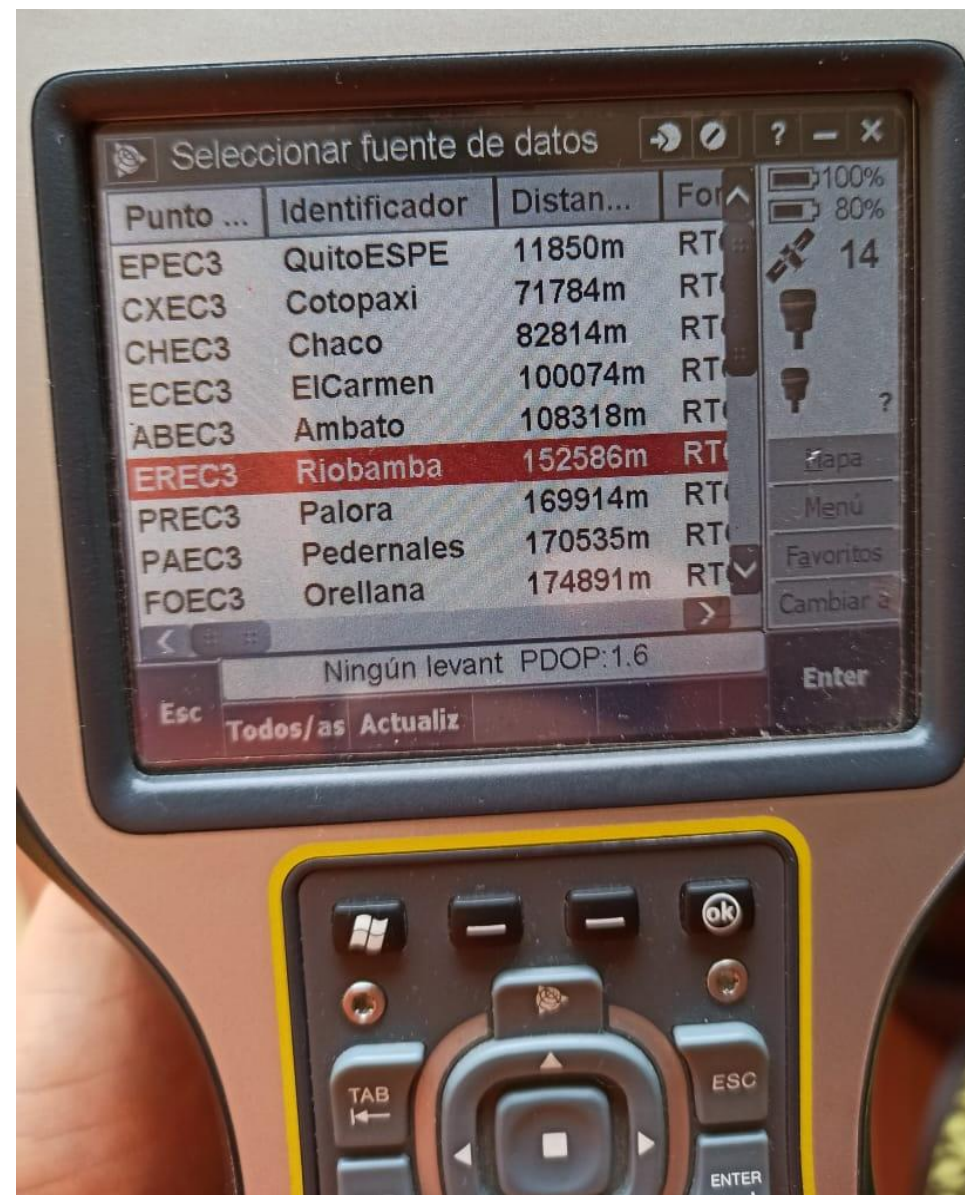 Seleccionar fuente de datos ? – ×
Punto ... Identificador Distan... For
100%
80%
EPEC3 QuitoESPE 11850m RT
14
CXEC3 Cotopaxi 71784m RT
CHEC3 Chaco 82814m RT
ECEC3 ElCarmen 100074m RT
?
ABEC3 Ambato 108318m RT
EREC3 Riobamba 152586m RT
Mapa
PREC3 Palora 169914m RT
Menú
PAEC3 Pedernales 170535m RT
Favoritos
FOEC3 Orellana 174891m RT
Cambiar a
Ningún levant PDOP:1.6
Enter
Esc Todos/as Actualiz
ok
TAB
ESC
ENTER